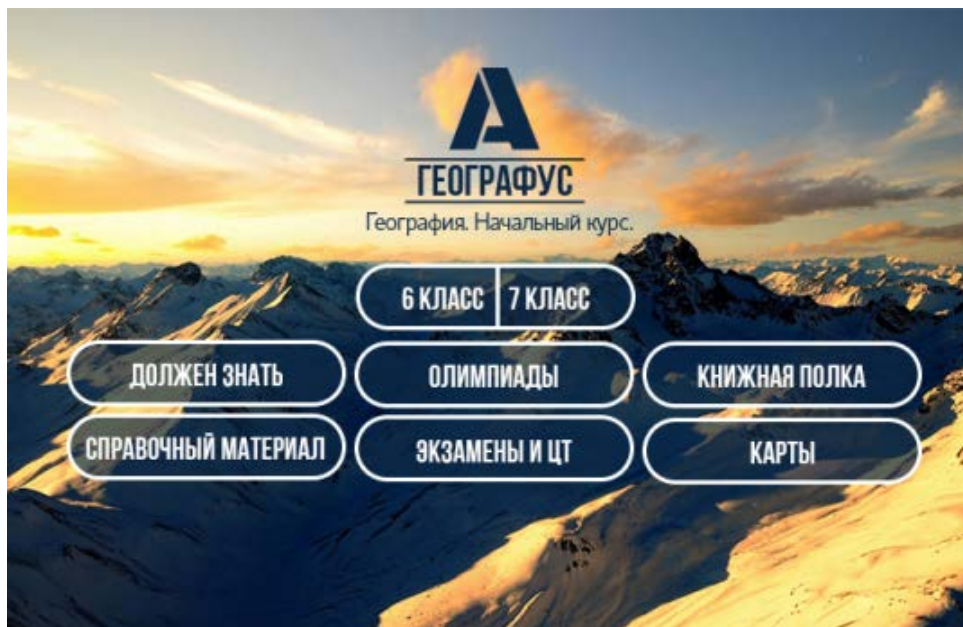 А
ГЕОГРАФУС
География. Начальный курс.
6 КЛАСС 7 КЛАСС
ДОЛЖЕН ЗНАТЬ ОЛИМПИАДЫ КНИЖНАЯ ПОЛКА
СПРАВОЧНЫЙ МАТЕРИАЛ ЭКЗАМЕНЫ И ЦТ КАРТЫ